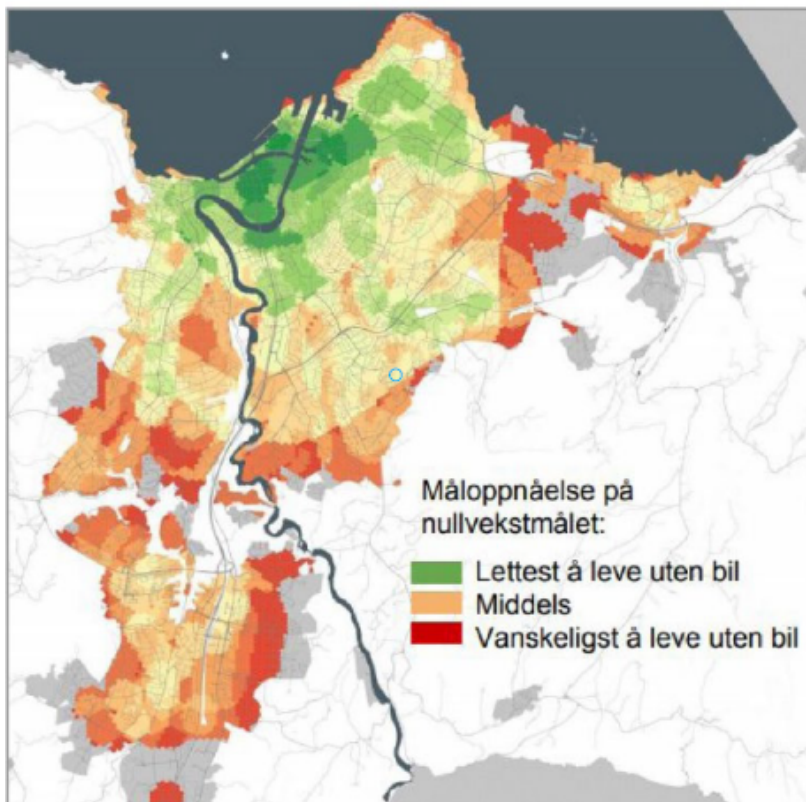 Måloppnåelse på
nullvekstmålet:
Lettest å leve uten bil
Middels
Vanskeligst å leve uten bil